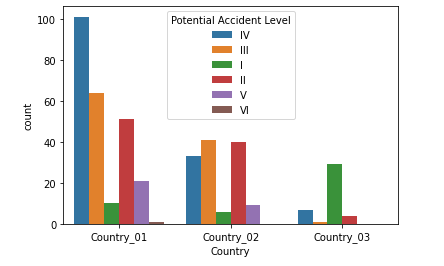 Potential Accident Level
IV
III
I
II
V
VI
100
80
60
40
20
0
count
Country_01 Country_02 Country_03
Country